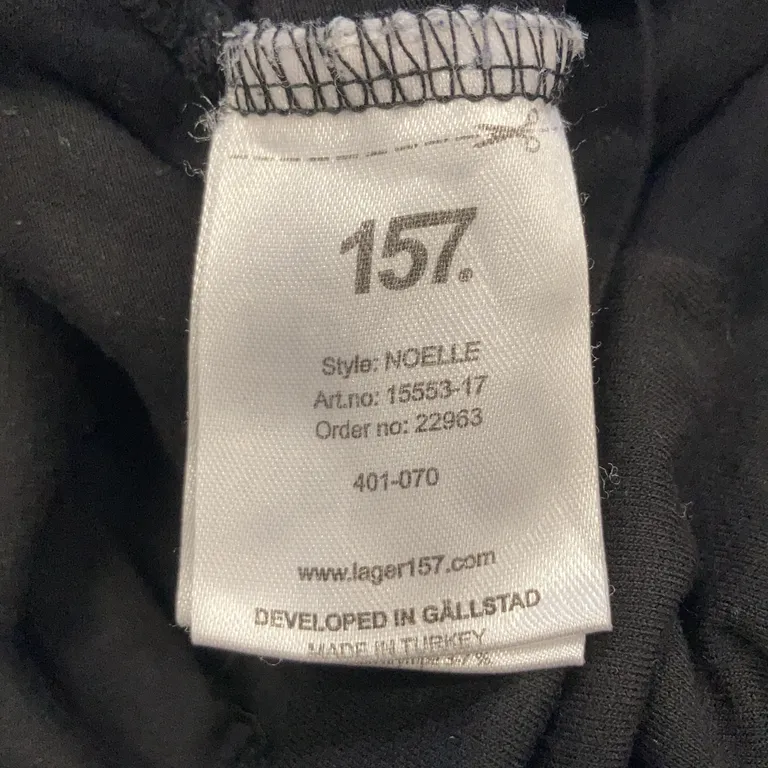 157.
Style: NOELLE
Art.no: 15553-17
Order no: 22963
401-070
www.lager157.com
DEVELOPED IN GÄLLSTAD
MADE IN TURKEY
%